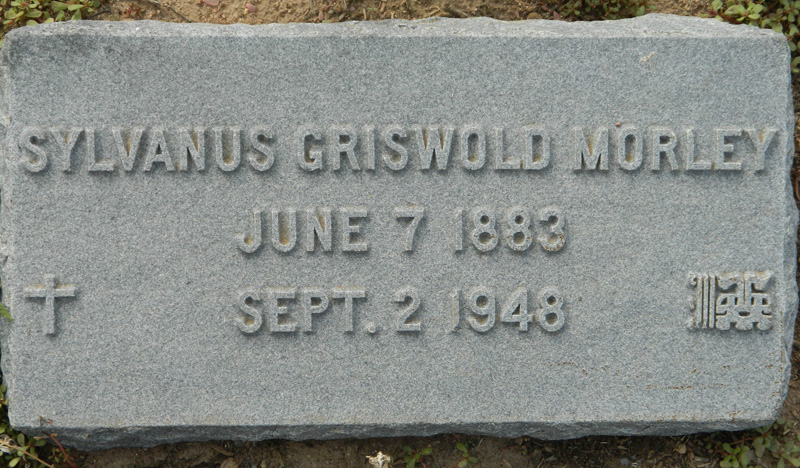 SYLVANUS GRISWOLD MORLEY
JUNE 7 1883
SEPT. 2 1948